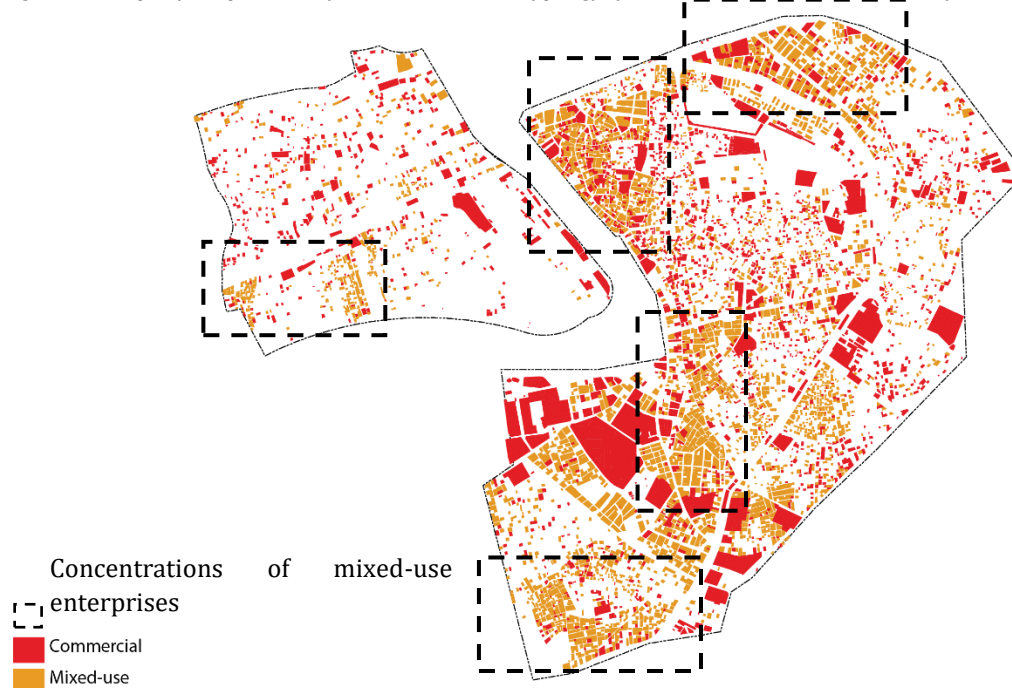 Concentrations of mixed-use
enterprises
Commercial
Mixed-use